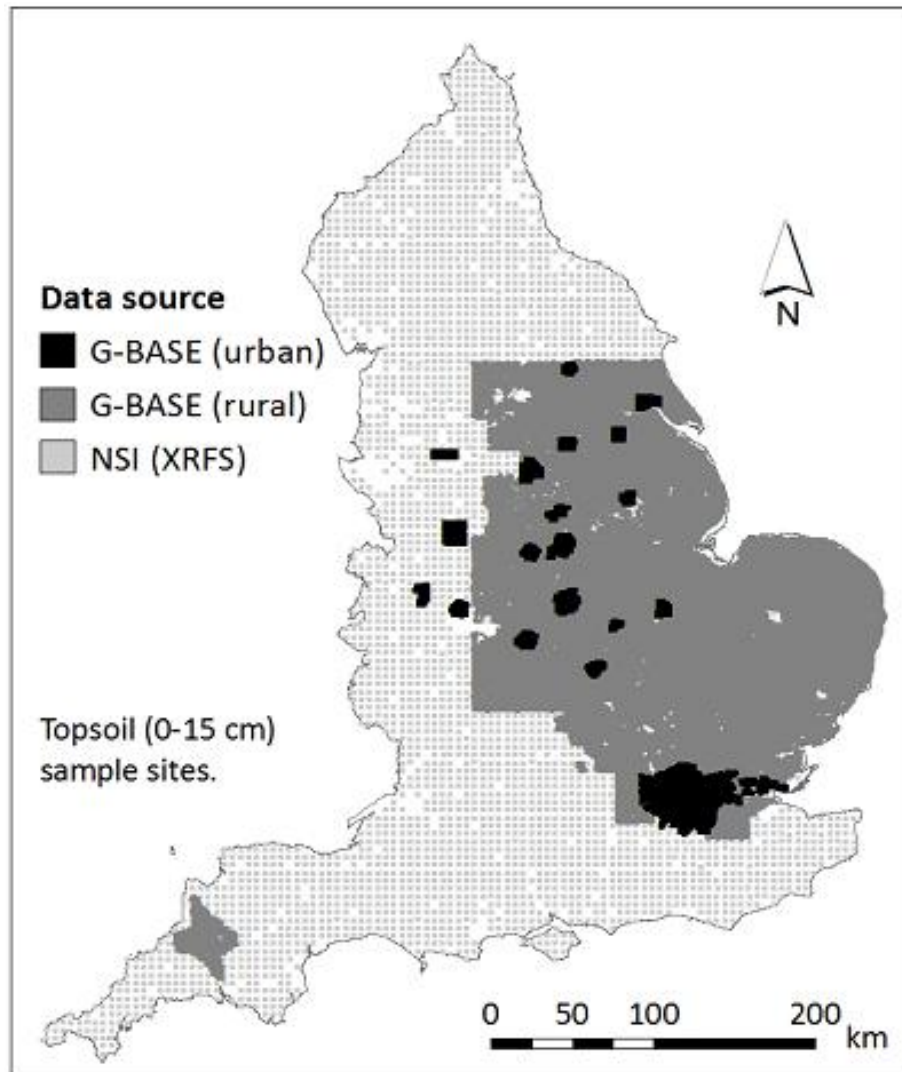 Data source
G-BASE (urban)
G-BASE (rural)
NSI (XRFS)
N
Topsoil (0-15 cm)
sample sites.
0 50 100 200
km